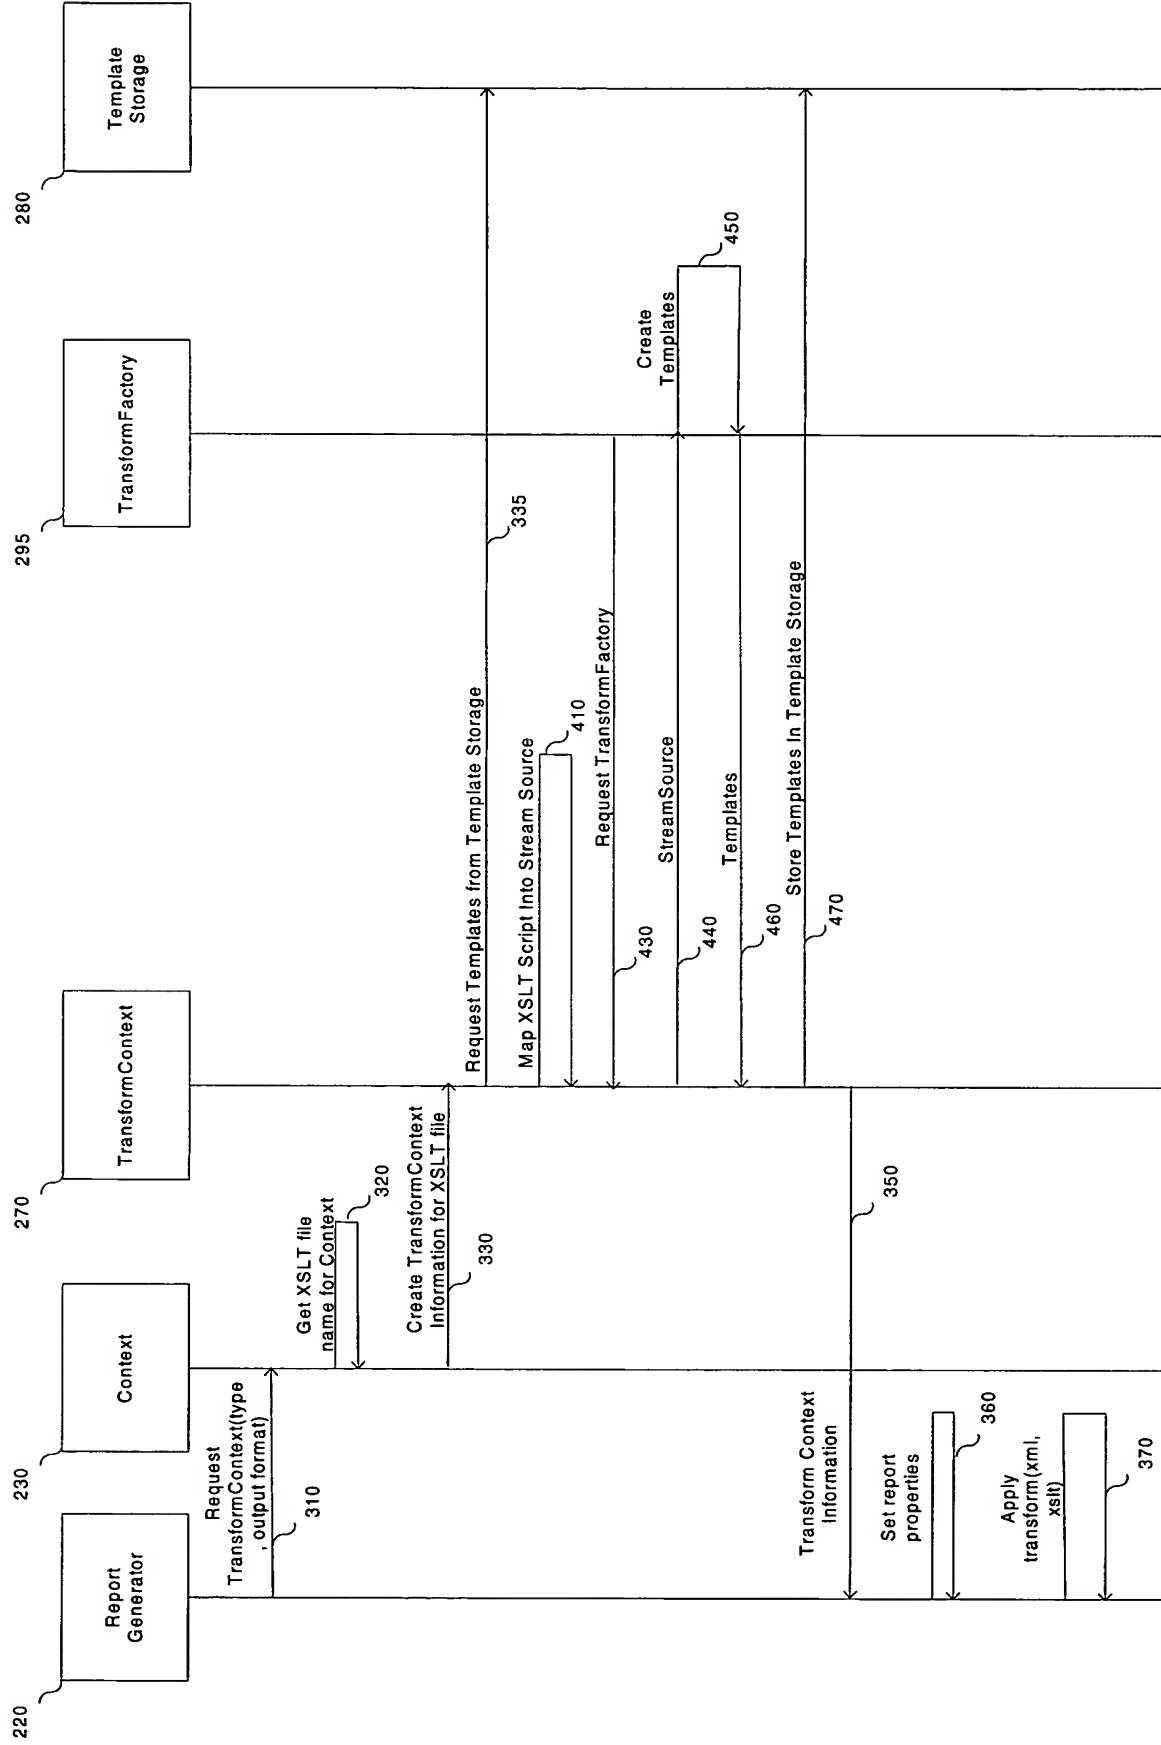 220
Report
Generator
230
Context
270
TransformContext
295
TransformFactory
280
Template
Storage
Request
TransformContext(type
, output format)
310
Get XSLT file
name for Context
320
Create TransformContext
Information for XSLT file
330
Request Templates from Template Storage
335
Map XSLT Script Into Stream Source
410
Request TransformFactory
430
StreamSource
440
Create
Templates
450
Templates
460
Store Templates In Template Storage
470
Transform Context
Information
350
Set report
properties
360
Apply
transform(xml,
xslt)
370